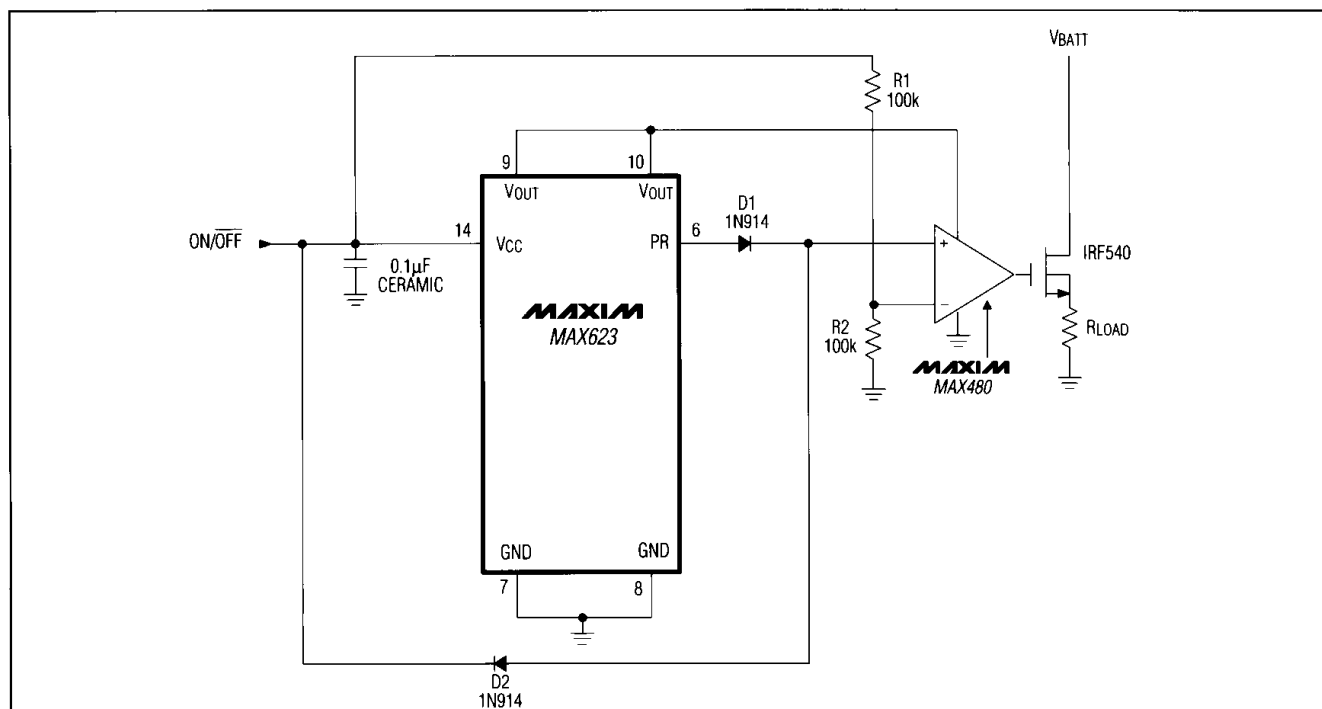 VBATT
R1
100k
9
10
VOUT
VOUT
D1
1N914
ON/OFF
14
VCC
PR
6
+
IRF540
0.1µF
CERAMIC
MAXIM
MAX623
−
R2
100k
RLOAD
MAXIM
MAX480
GND
GND
7
8
D2
1N914